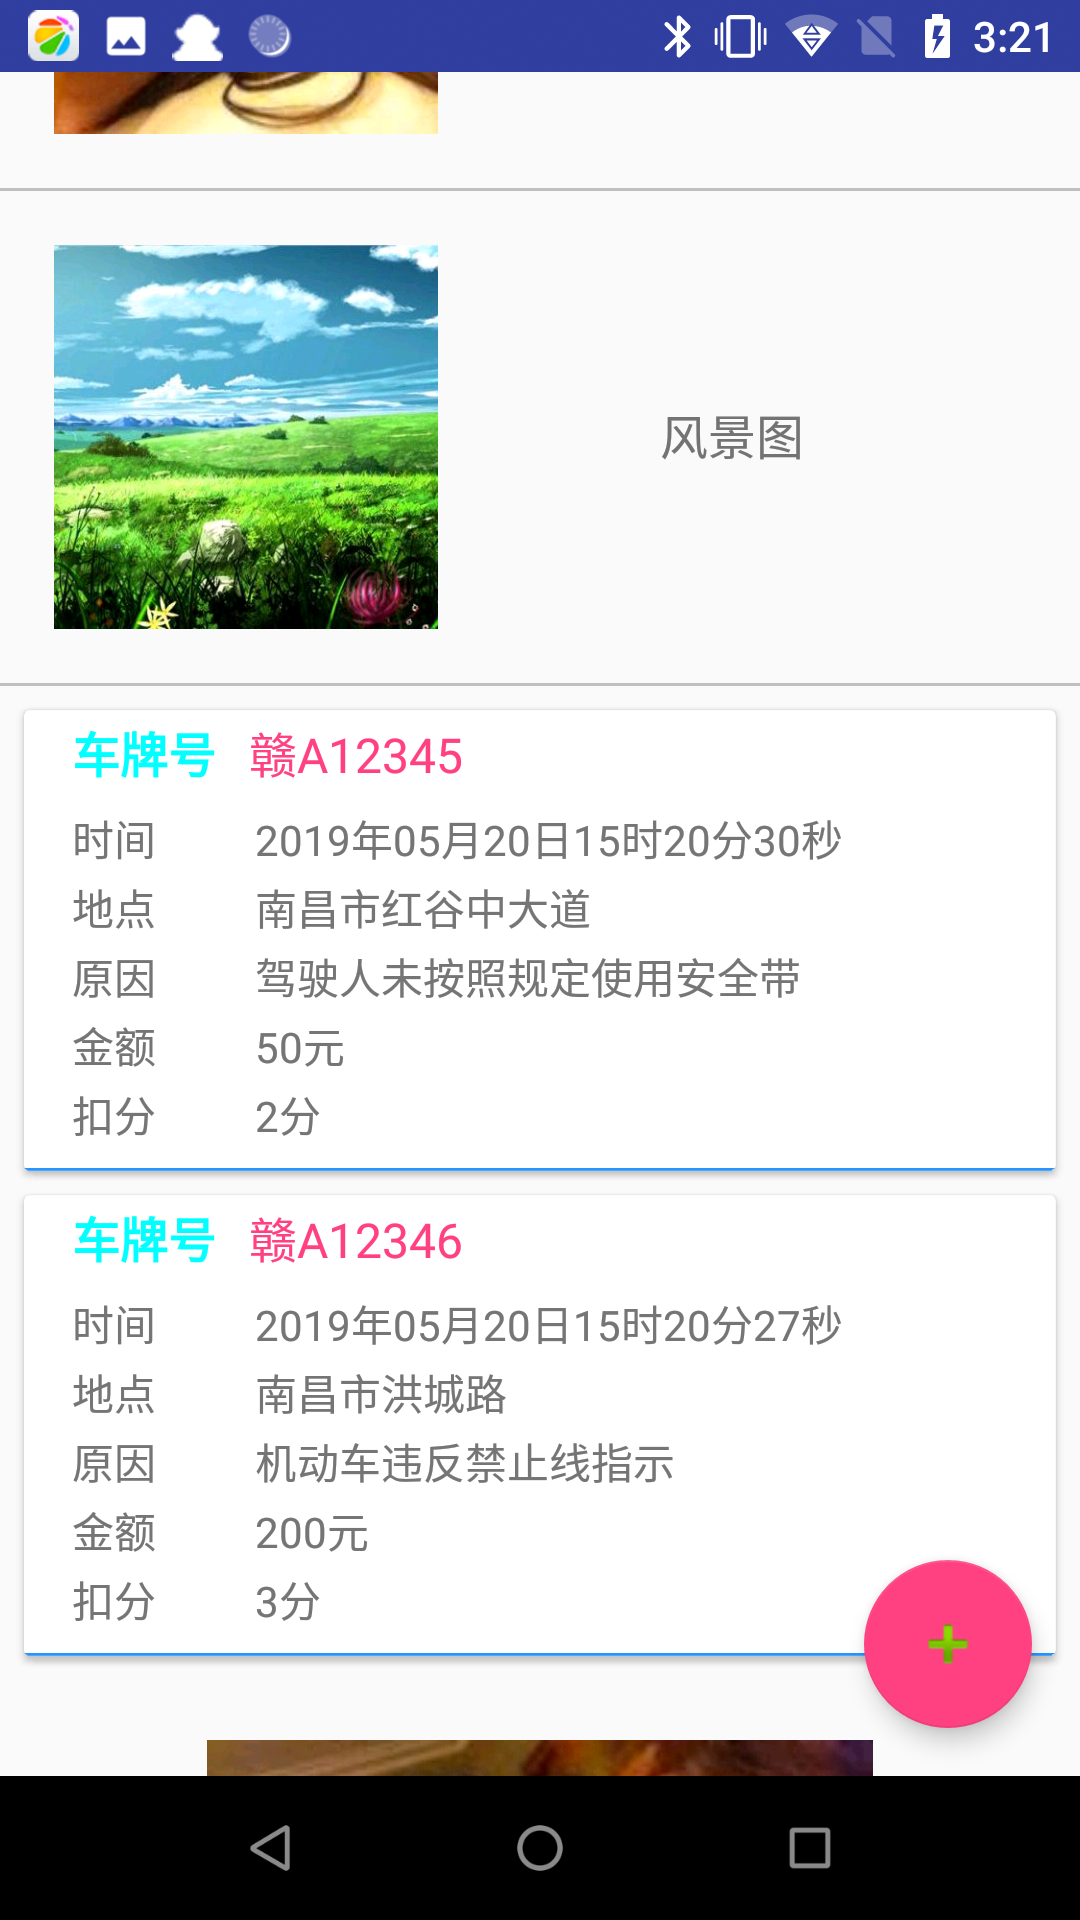 3:21
风景图
车牌号 赣A12345
时间 2019年05月20日15时20分30秒
地点 南昌市红谷中大道
原因 驾驶人未按照规定使用安全带
金额 50元
扣分 2分
车牌号 赣A12346
时间 2019年05月20日15时20分27秒
地点 南昌市洪城路
原因 机动车违反禁止线指示
金额 200元
扣分 3分